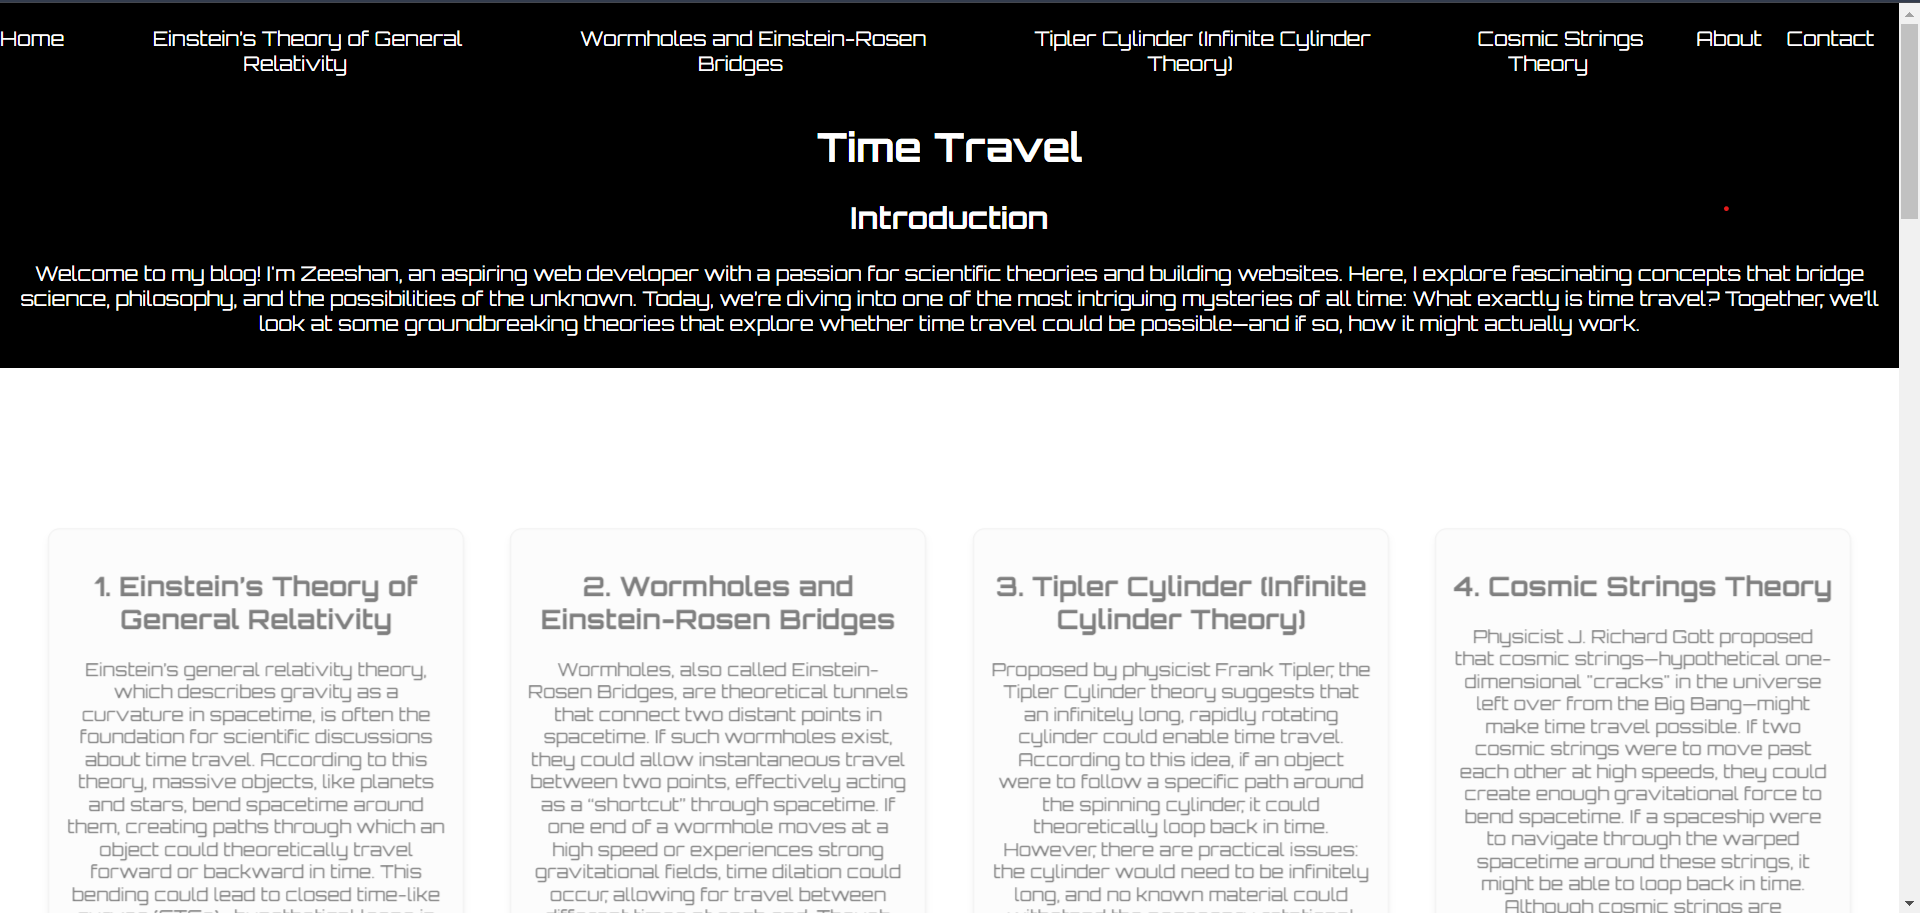 Home
Einstein's Theory of General
Relativity
Wormholes and Einstein-Rosen
Bridges
Tipler Cylinder (Infinite Cylinder
Theory)
Cosmic Strings
Theory
About
Contact
Time Travel
Introduction
Welcome to my blog! I'm Zeeshan, an aspiring web developer with a passion for scientific theories and building websites. Here, I explore fascinating concepts that bridge
science, philosophy, and the possibilities of the unknown. Today, we're diving into one of the most intriguing mysteries of all time: What exactly is time travel? Together, we'll
look at some groundbreaking theories that explore whether time travel could be possible—and if so, how it might actually work.
1. Einstein's Theory of
General Relativity
Einstein's general relativity theory,
which describes gravity as a
curvature in spacetime, is often the
foundation for scientific discussions
about time travel. According to this
theory, massive objects, like planets
and stars, bend spacetime around
them, creating paths through which an
object could theoretically travel
forward or backward in time. This
bending could lead to closed time-like
2. Wormholes and
Einstein-Rosen Bridges
Wormholes, also called Einstein-
Rosen Bridges, are theoretical tunnels
that connect two distant points in
spacetime. If such wormholes exist,
they could allow instantaneous travel
between two points, effectively acting
as a "shortcut" through spacetime. If
one end of a wormhole moves at a
high speed or experiences strong
gravitational fields, time dilation could
occur, allowing for travel between
3. Tipler Cylinder (Infinite
Cylinder Theory)
Proposed by physicist Frank Tipler, the
Tipler Cylinder theory suggests that
an infinitely long, rapidly rotating
cylinder could enable time travel.
According to this idea, if an object
were to follow a specific path around
the spinning cylinder, it could
theoretically loop back in time.
However, there are practical issues:
the cylinder would need to be infinitely
long, and no known material could
4. Cosmic Strings Theory
Physicist J. Richard Gott proposed
that cosmic strings—hypothetical one-
dimensional "cracks" in the universe
left over from the Big Bang—might
make time travel possible. If two
cosmic strings were to move past
each other at high speeds, they could
create enough gravitational force to
bend spacetime. If a spaceship were
to navigate through the warped
spacetime around these strings, it
might be able to loop back in time.
Although cosmic strings are